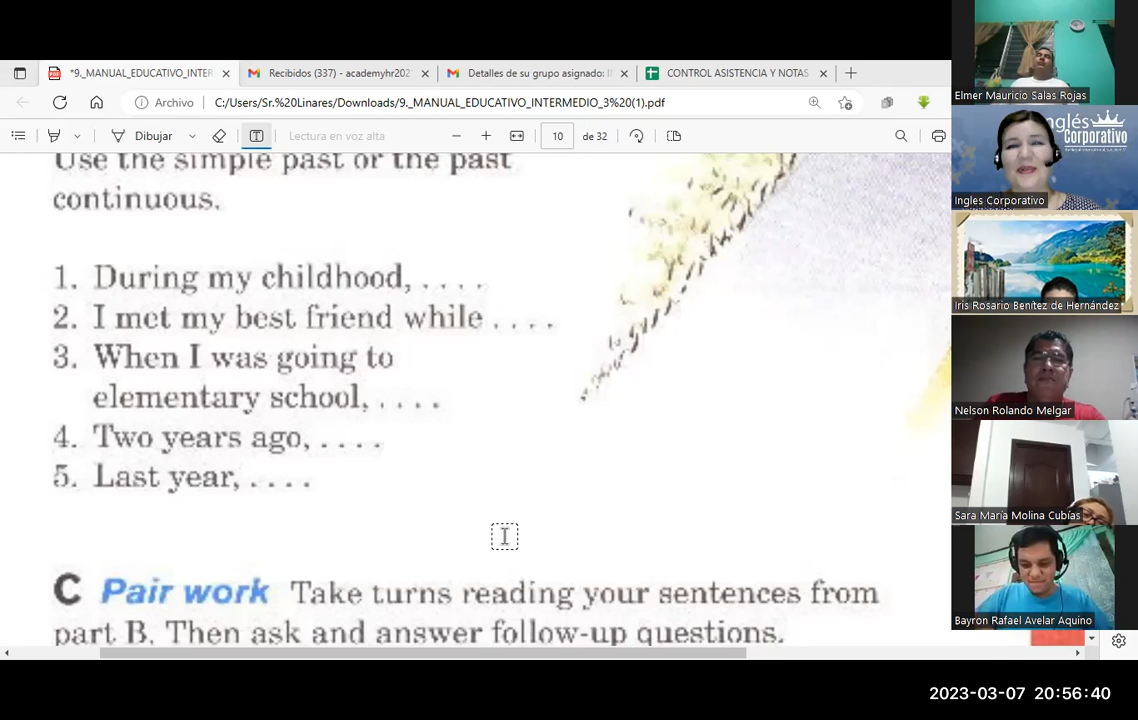 *9._MANUAL_EDUCATIVO_INTER
Recibidos (337) - academyhr202
Detalles de su grupo asignado: I
CONTROL ASISTENCIA Y NOTAS
Archivo
C:/Users/Sr.%20Linares/Downloads/9._MANUAL_EDUCATIVO_INTERMEDIO_3%20(1).pdf
Dibujar
Lectura en voz alta
10 de 32
Use the simple past or the past
continuous.
1. During my childhood, . . . .
2. I met my best friend while . . . .
3. When I was going to
elementary school, . . . .
4. Two years ago, . . . .
5. Last year, . . . .
C Pair work Take turns reading your sentences from
part B. Then ask and answer follow-up questions.
Elmer Mauricio Salas Rojas
Inglés
Corporativo
Ingles Corporativo
Iris Rosario Benítez de Hernández
Nelson Rolando Melgar
Sara María Molina Cubías
Bayron Rafael Avelar Aquino
2023-03-07 20:56:40